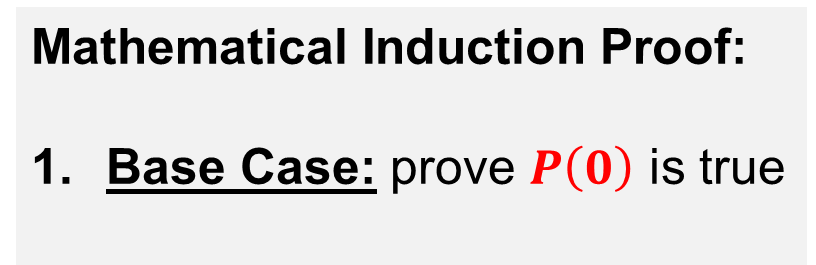 Mathematical Induction Proof:
1. Base Case: prove P(0) is true